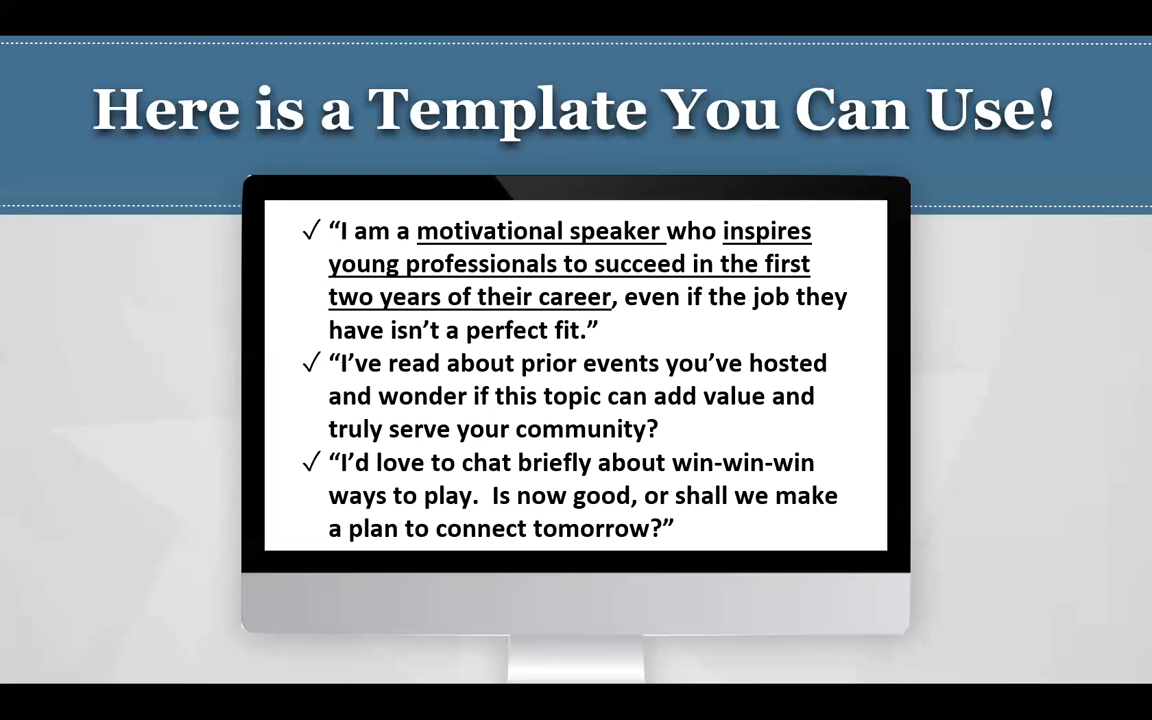 Here is a Template You Can Use!
✓ “I am a motivational speaker who inspires
young professionals to succeed in the first
two years of their career, even if the job they
have isn’t a perfect fit.”
✓ “I’ve read about prior events you’ve hosted
and wonder if this topic can add value and
truly serve your community?
✓ “I’d love to chat briefly about win-win-win
ways to play.  Is now good, or shall we make
a plan to connect tomorrow?”